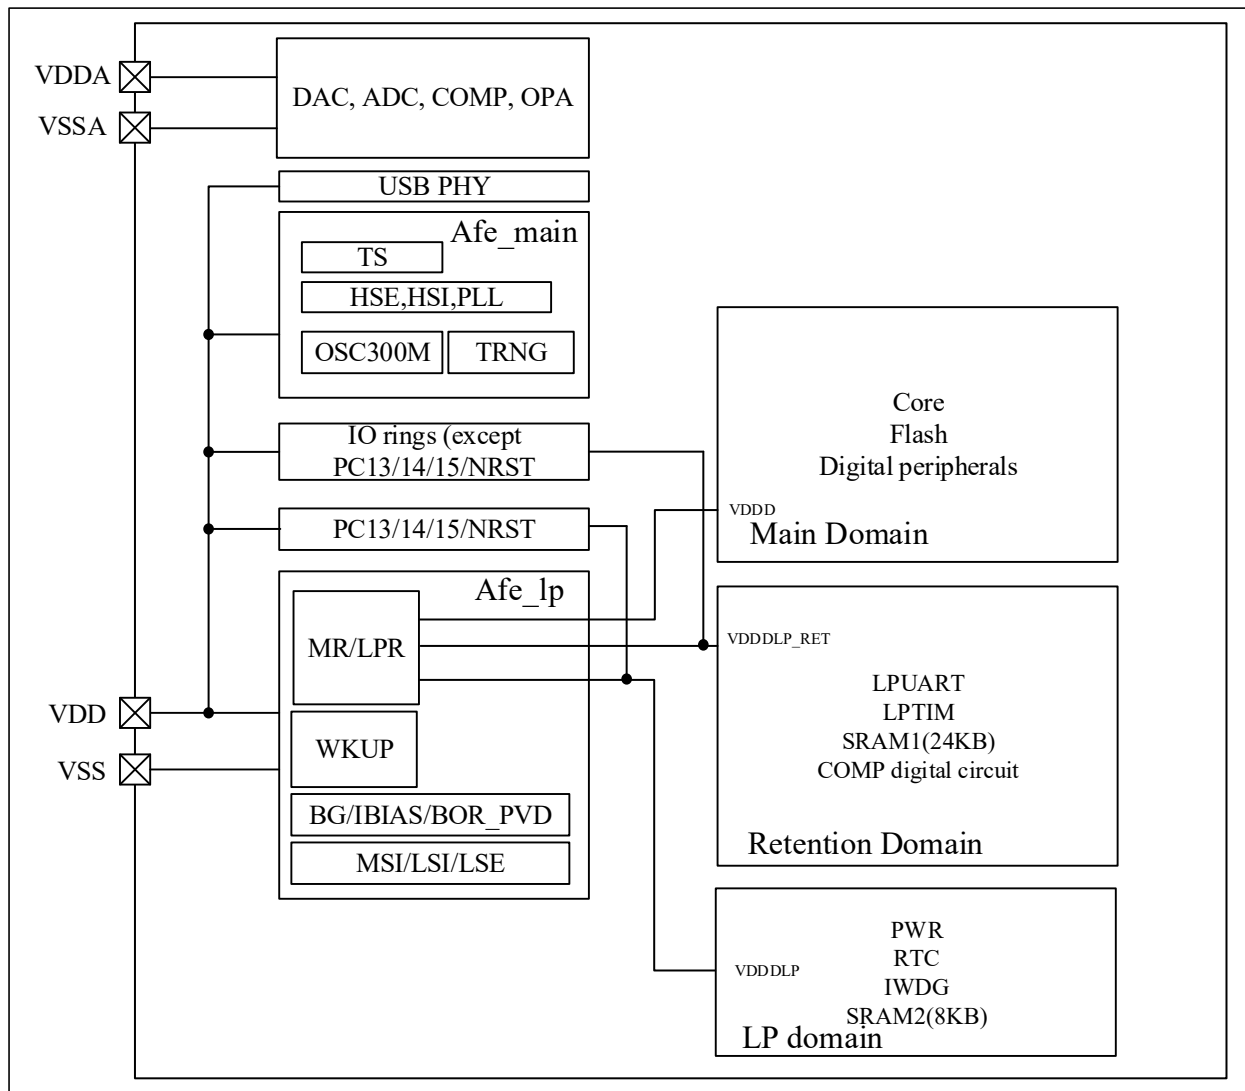 VDDA
VSSA
DAC, ADC, COMP, OPA
USB PHY
Afe_main
TS
HSE,HSI,PLL
OSC300M
TRNG
IO rings (except
PC13/14/15/NRST
PC13/14/15/NRST
Afe_lp
MR/LPR
WKUP
BG/IBIAS/BOR_PVD
MSI/LSI/LSE
VDD
VSS
Core
Flash
Digital peripherals
VDDD
Main Domain
VDDDLP_RET
LPUART
LPTIM
SRAM1(24KB)
COMP digital circuit
Retention Domain
PWR
RTC
VDDDLP
IWDG
SRAM2(8KB)
LP domain